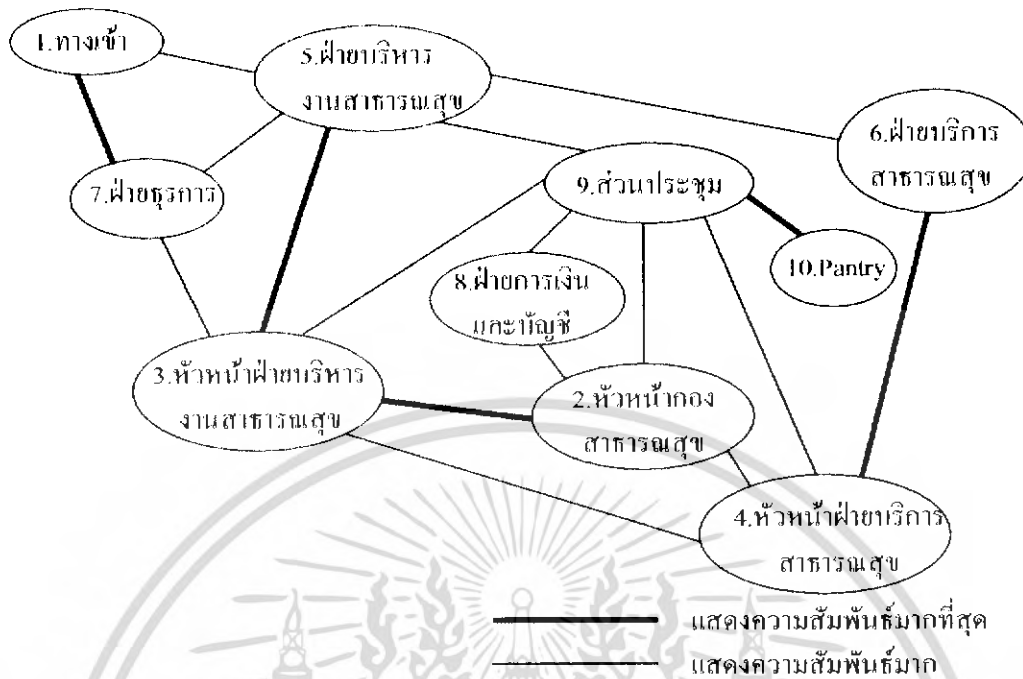 1.ทางเข้า
5.ฝ่ายบริหาร
งานสาธารณสุข
6.ฝ่ายบริการ
สาธารณสุข
7.ฝ่ายธุรการ
9.ส่วนประชุม
10.Pantry
8.ฝ่ายการเงิน
และบัญชี
3.หัวหน้าฝ่ายบริหาร
งานสาธารณสุข
2.หัวหน้ากอง
สาธารณสุข
4.หัวหน้าฝ่ายบริการ
สาธารณสุข
แสดงความสัมพันธ์มากที่สุด
แสดงความสัมพันธ์มาก